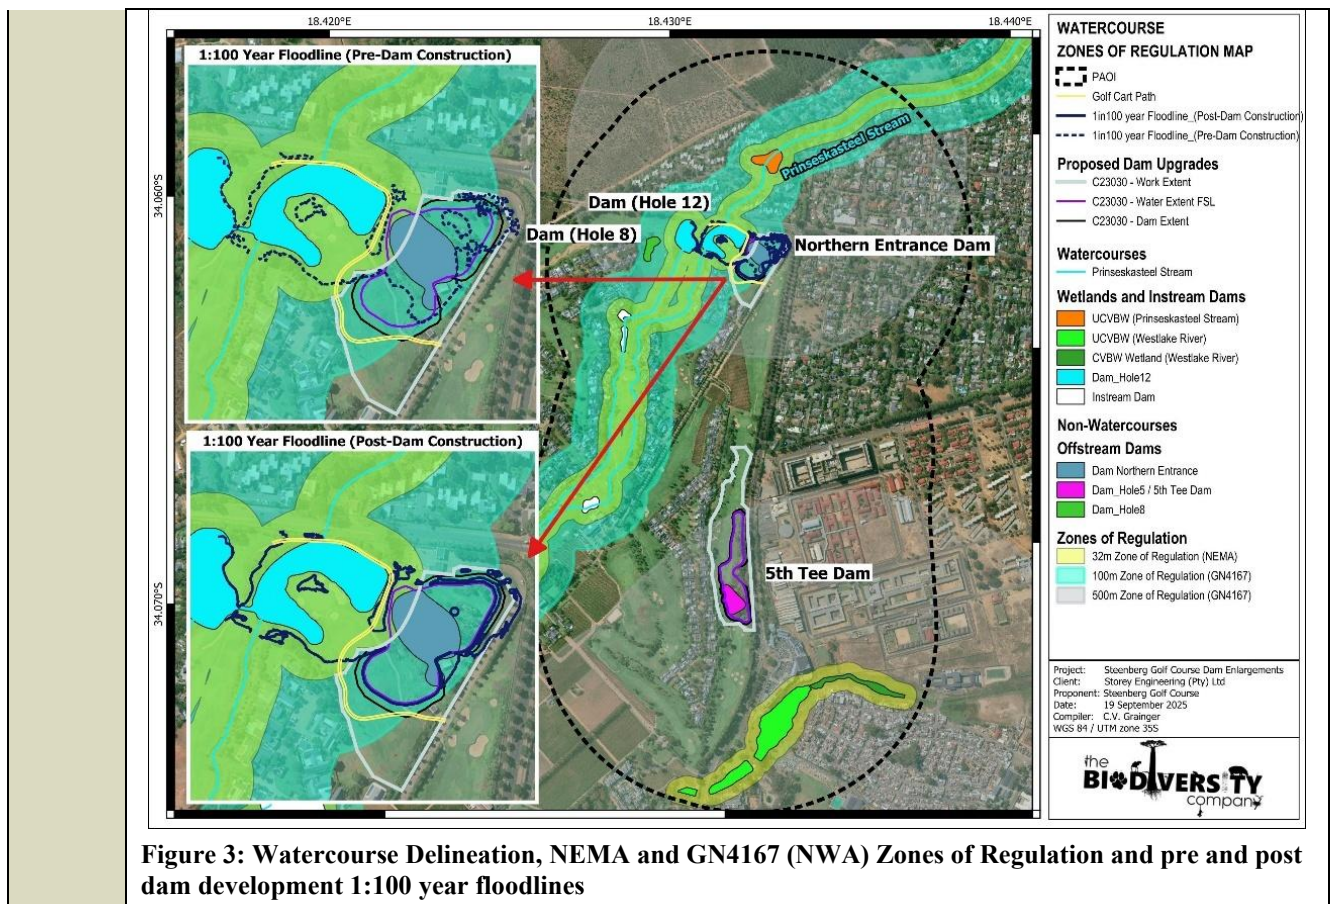 18.420°E
18.430°E
18.440°E
34.060°S
34.070°S
1:100 Year Floodline (Pre-Dam Construction)
1:100 Year Floodline (Post-Dam Construction)
Prinseskasteel Stream
Dam (Hole 12)
Dam (Hole 8)
Northern Entrance Dam
5th Tee Dam
WATERCOURSE
ZONES OF REGULATION MAP
PAOI
Golf Cart Path
1in100 year Floodline_(Post-Dam Construction)
1in100 year Floodline_(Pre-Dam Construction)
Proposed Dam Upgrades
C23030 - Work Extent
C23030 - Water Extent FSL
C23030 - Dam Extent
Watercourses
Prinseskasteel Stream
Wetlands and Instream Dams
UCVBW (Prinseskasteel Stream)
UCVBW (Westlake River)
CVBW Wetland (Westlake River)
Dam_Hole12
Instream Dam
Non-Watercourses
Offstream Dams
Dam Northern Entrance
Dam_Hole5 / 5th Tee Dam
Dam_Hole8
Zones of Regulation
32m Zone of Regulation (NEMA)
100m Zone of Regulation (GN4167)
500m Zone of Regulation (GN4167)
Project: Steenberg Golf Course Dam Enlargements
Client: Storey Engineering (Pty) Ltd
Proponent: Steenberg Golf Course
Date: 19 September 2025
Compiler: C.V. Grainger
WGS 84 / UTM zone 35S
the
BIODIVERSITY
company
Figure 3: Watercourse Delineation, NEMA and GN4167 (NWA) Zones of Regulation and pre and post
dam development 1:100 year floodlines